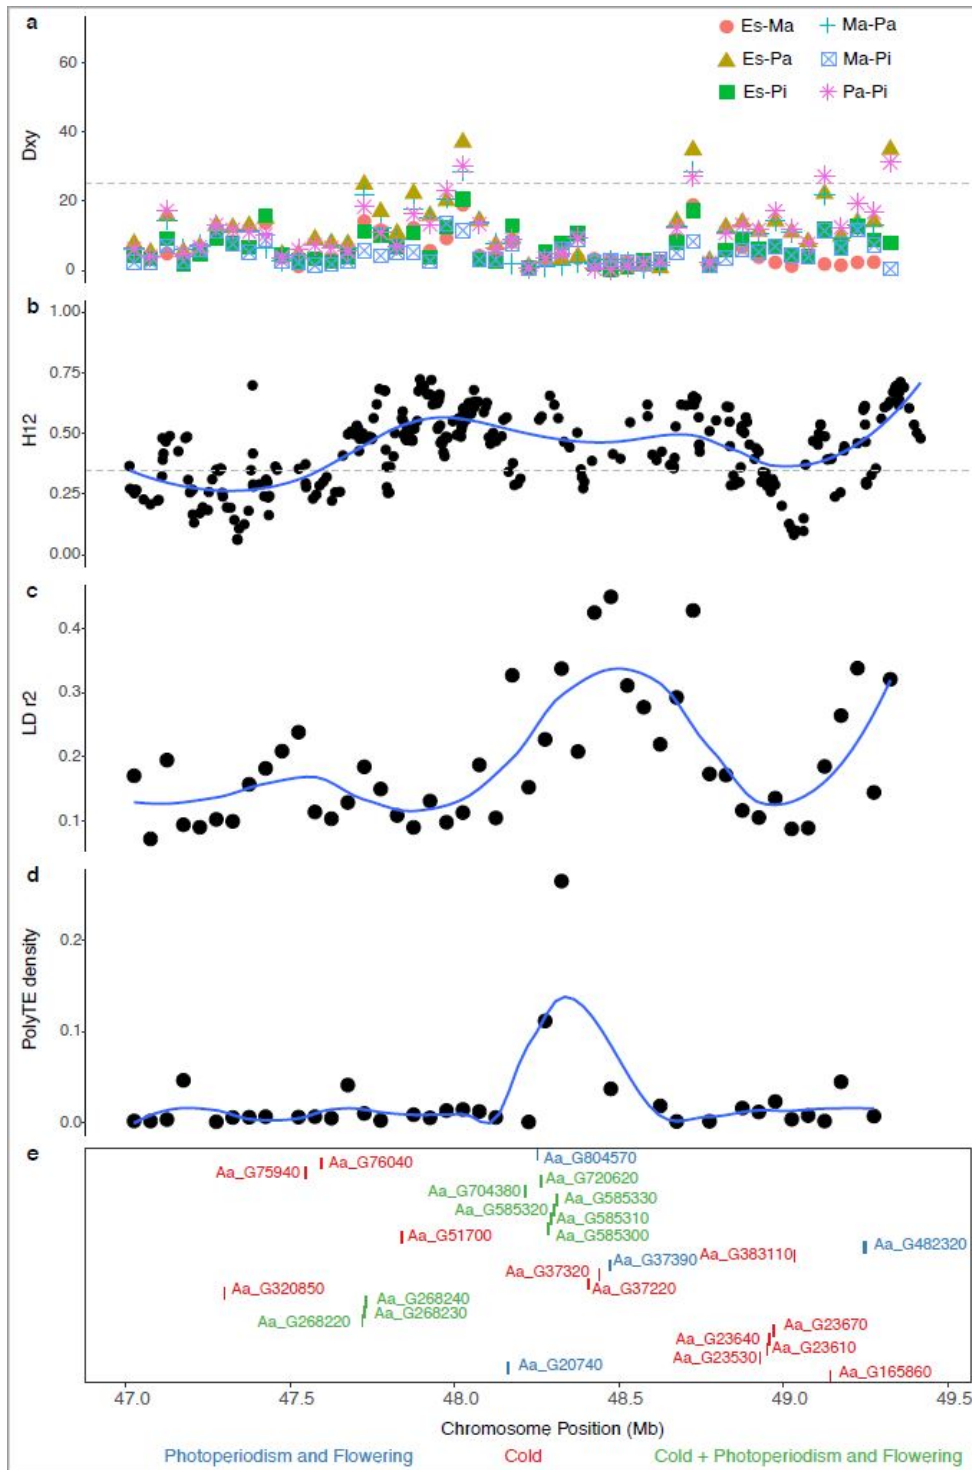 a
Es-Ma
Ma-Pa
Es-Pa
Ma-Pi
Es-Pi
Pa-Pi
60
40
20
0
Dxy
b
1.00
0.75
0.50
0.25
0.00
H12
c
0.4
0.3
0.2
0.1
LD r2
d
0.2
0.1
0.0
PolyTE density
e
Aa_G76040
Aa_G75940
Aa_G804570
Aa_G720620
Aa_G704380
Aa_G585330
Aa_G585320
Aa_G585310
Aa_G585300
Aa_G51700
Aa_G482320
Aa_G383110
Aa_G37390
Aa_G37320
Aa_G37220
Aa_G320850
Aa_G268240
Aa_G268230
Aa_G268220
Aa_G23670
Aa_G23640
Aa_G23610
Aa_G23530
Aa_G20740
Aa_G165860
47.0 47.5 48.0 48.5 49.0 49.5
Chromosome Position (Mb)
Photoperiodism and Flowering Cold Cold + Photoperiodism and Flowering